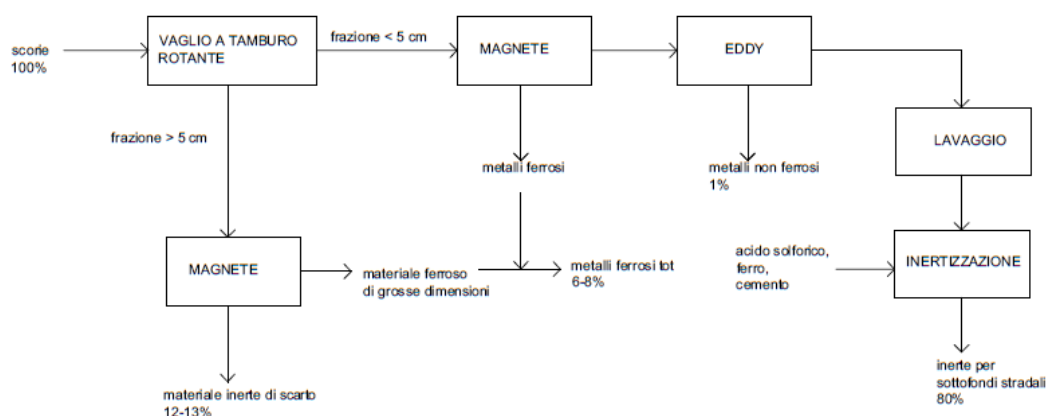 scorie
100%
VAGLIO A TAMBURO
ROTANTE
frazione < 5 cm
MAGNETE
EDDY
frazione > 5 cm
metalli ferrosi
metalli non ferrosi
1%
LAVAGGIO
MAGNETE
materiale ferroso
di grosse dimensioni
metalli ferrosi tot
6-8%
acido solforico,
ferro,
cemento
INERTIZZAZIONE
materiale inerte di scarto
12-13%
inerte per
sottofondi stradali
80%